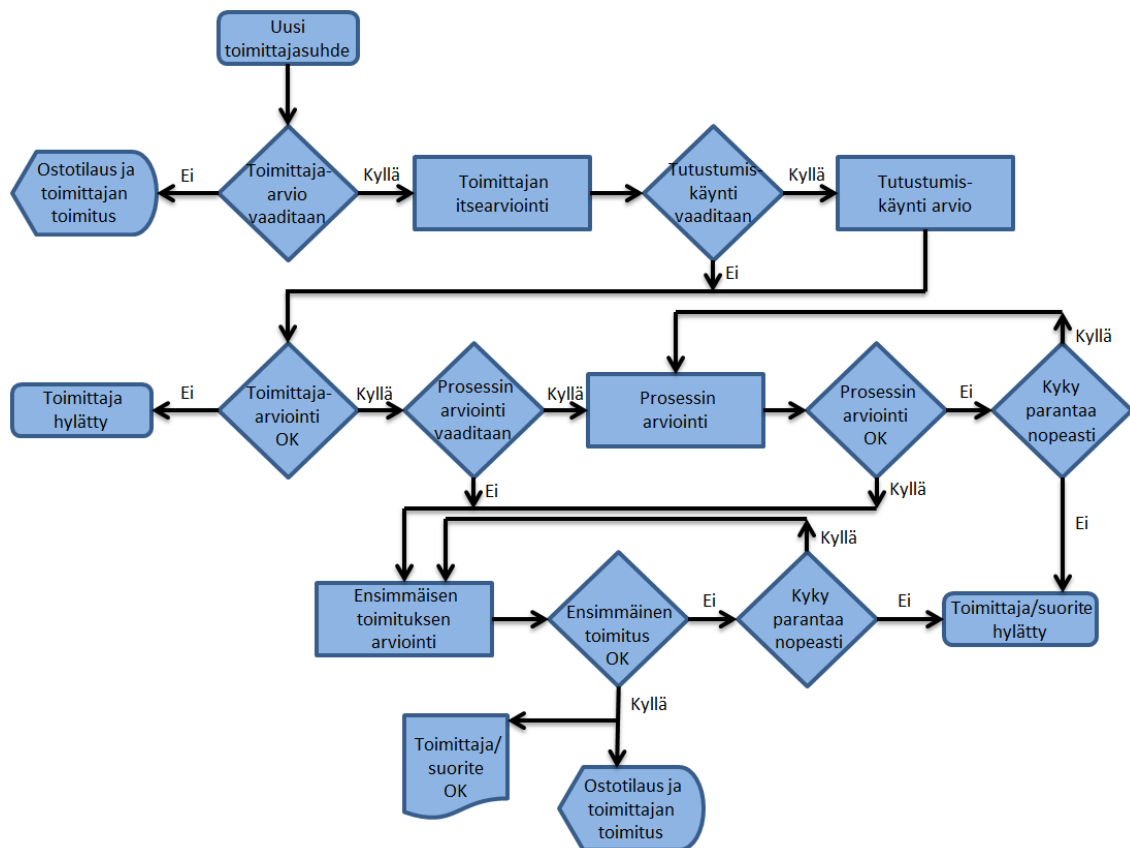 Uusi
toimittajasuhde
Ostotilaus ja
toimittajan
toimitus
Ei
Toimittaja-
arvio
vaaditaan
Kyllä
Toimittajan
itsearviointi
Tutustumis-
käynti
vaaditaan
Kyllä
Tutustumis-
käynti arvio
Ei
Kyllä
Toimittaja
hylätty
Ei
Toimittaja-
arviointi
OK
Kyllä
Prosessin
arviointi
vaaditaan
Kyllä
Prosessin
arviointi
Prosessin
arviointi
OK
Ei
Kyky
parantaa
nopeasti
Ei
Kyllä
Ei
Kyllä
Ensimmäisen
toimituksen
arviointi
Ensimmäinen
toimitus
OK
Ei
Kyky
parantaa
nopeasti
Ei
Toimittaja/suorite
hylätty
Kyllä
Toimittaja/
suorite
OK
Ostotilaus ja
toimittajan
toimitus